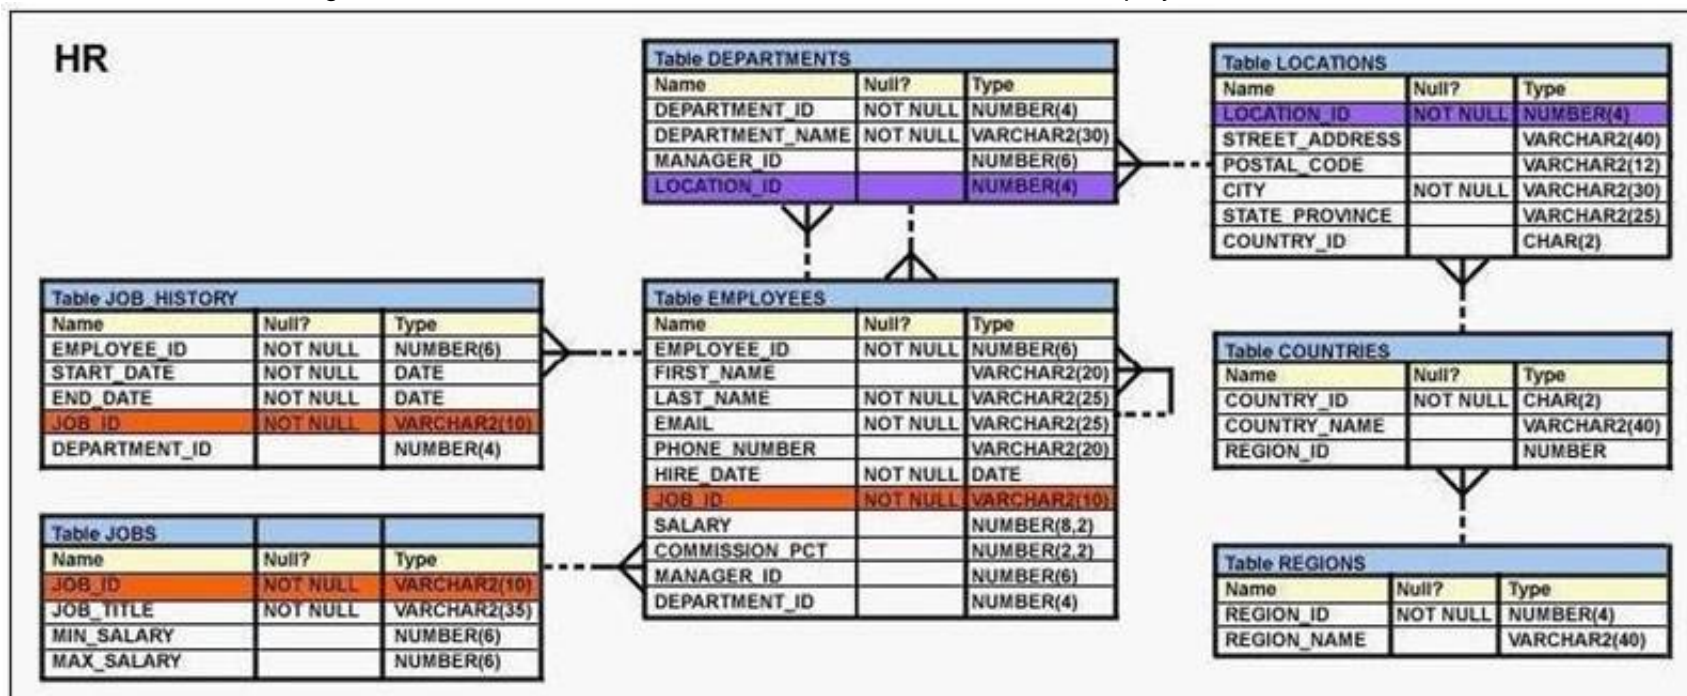 HR
Table DEPARTMENTS
Name Null? Type
DEPARTMENT_ID NOT NULL NUMBER(4)
DEPARTMENT_NAME NOT NULL VARCHAR2(30)
MANAGER_ID NUMBER(6)
LOCATION_ID NUMBER(4)
Table LOCATIONS
Name Null? Type
LOCATION_ID NOT NULL NUMBER(4)
STREET_ADDRESS VARCHAR2(40)
POSTAL_CODE VARCHAR2(12)
CITY NOT NULL VARCHAR2(30)
STATE_PROVINCE VARCHAR2(25)
COUNTRY_ID CHAR(2)
Table JOB_HISTORY
Name Null? Type
EMPLOYEE_ID NOT NULL NUMBER(6)
START_DATE NOT NULL DATE
END_DATE NOT NULL DATE
JOB_ID NOT NULL VARCHAR2(10)
DEPARTMENT_ID NUMBER(4)
Table EMPLOYEES
Name Null? Type
EMPLOYEE_ID NOT NULL NUMBER(6)
FIRST_NAME VARCHAR2(20)
LAST_NAME NOT NULL VARCHAR2(25)
EMAIL NOT NULL VARCHAR2(25)
PHONE_NUMBER VARCHAR2(20)
HIRE_DATE NOT NULL DATE
JOB_ID NOT NULL VARCHAR2(10)
SALARY NUMBER(8,2)
COMMISSION_PCT NUMBER(2,2)
MANAGER_ID NUMBER(6)
DEPARTMENT_ID NUMBER(4)
Table COUNTRIES
Name Null? Type
COUNTRY_ID NOT NULL CHAR(2)
COUNTRY_NAME VARCHAR2(40)
REGION_ID NUMBER
Table JOBS
Name Null? Type
JOB_ID NOT NULL VARCHAR2(10)
JOB_TITLE NOT NULL VARCHAR2(35)
MIN_SALARY NUMBER(6)
MAX_SALARY NUMBER(6)
Table REGIONS
Name Null? Type
REGION_ID NOT NULL NUMBER(4)
REGION_NAME VARCHAR2(40)